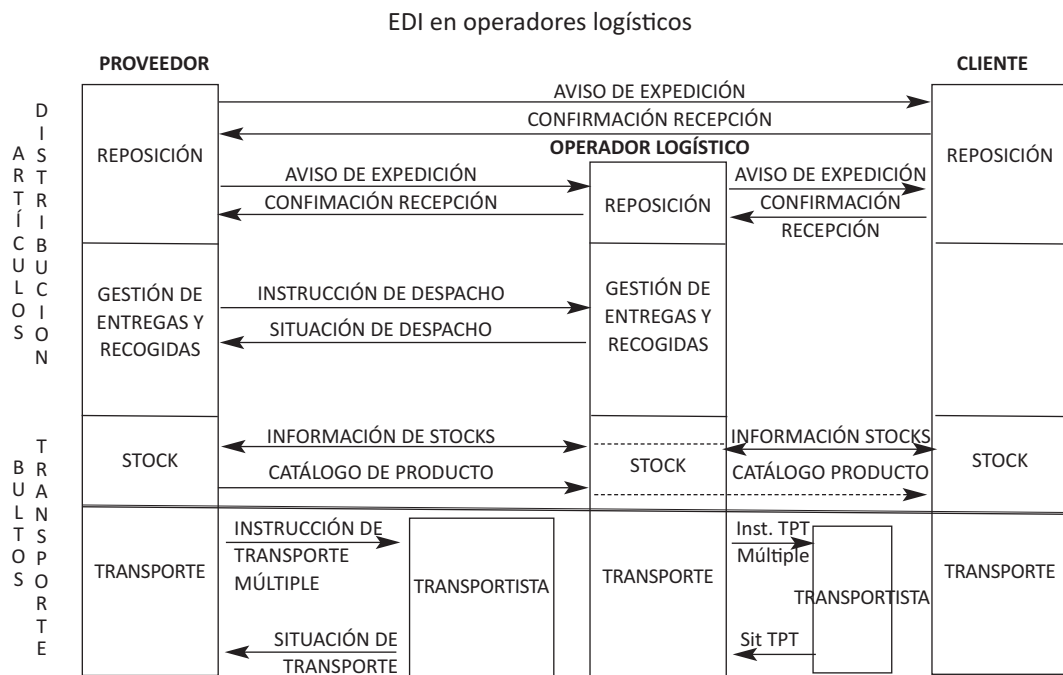 EDI en operadores logísticos
PROVEEDOR
CLIENTE
DISTRIBUCION
ARTÍCULOS
AVISO DE EXPEDICIÓN
CONFIRMACIÓN RECEPCIÓN
OPERADOR LOGÍSTICO
REPOSICIÓN
REPOSICIÓN
AVISO DE EXPEDICIÓN
AVISO DE EXPEDICIÓN
CONFIMACIÓN RECEPCIÓN
REPOSICIÓN
CONFIRMACIÓN
RECEPCIÓN
GESTIÓN DE
ENTREGAS Y
RECOGIDAS
INSTRUCCIÓN DE DESPACHO
SITUACIÓN DE DESPACHO
GESTIÓN DE
ENTREGAS Y
RECOGIDAS
TRANSPORTE
BULTOS
STOCK
INFORMACIÓN DE STOCKS
CATÁLOGO DE PRODUCTO
STOCK
INFORMACIÓN STOCKS
CATÁLOGO PRODUCTO
STOCK
TRANSPORTE
INSTRUCCIÓN DE
TRANSPORTE
MÚLTIPLE
TRANSPORTISTA
SITUACIÓN DE
TRANSPORTE
TRANSPORTE
Inst. TPT
Múltiple
TRANSPORTISTA
Sit TPT
TRANSPORTE